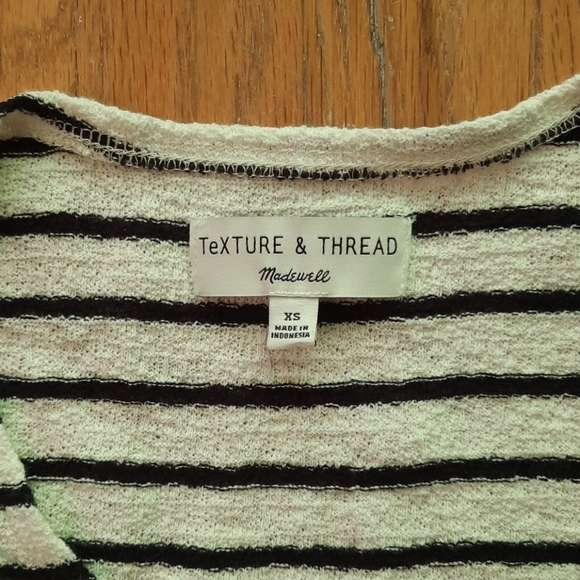 TeXTURE & THREAD
Madewell
XS
MADE IN
INDONESIA